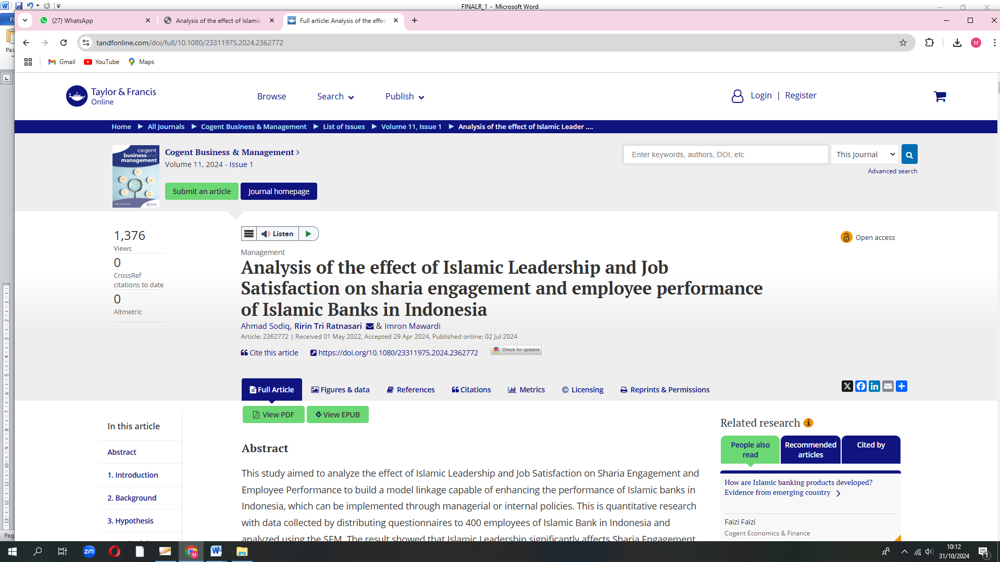 FINALR_1 - Microsoft Word
(27) WhatsApp
Analysis of the effect of Islamic
Full article: Analysis of the effec
tandfonline.com/doi/full/10.1080/23311975.2024.2362772
M
Gmail
YouTube
Maps
Taylor & Francis
Online
Browse
Search
Publish
Login | Register
Home
All Journals
Cogent Business & Management
List of Issues
Volume 11, Issue 1
Analysis of the effect of Islamic Leader ....
cogent
business and
management
Cogent Business & Management
Volume 11, 2024 - Issue 1
Submit an article
Journal homepage
Enter keywords, authors, DOI, etc
This Journal
Advanced search
1,376
Views
0
CrossRef
citations to date
0
Altmetric
Listen
Open access
Management
Analysis of the effect of Islamic Leadership and Job
Satisfaction on sharia engagement and employee performance
of Islamic Banks in Indonesia
Ahmad Sodiq, Ririn Tri Ratnasari & Imron Mawardi
Article: 2362772 | Received 01 May 2022, Accepted 29 Apr 2024, Published online: 02 Jul 2024
Cite this article
https://doi.org/10.1080/23311975.2024.2362772
Check for updates
Full Article
Figures & data
References
Citations
Metrics
Licensing
Reprints & Permissions
View PDF
View EPUB
In this article
Abstract
1. Introduction
2. Background
3. Hypothesis
Abstract
This study aimed to analyze the effect of Islamic Leadership and Job Satisfaction on Sharia Engagement and
Employee Performance to build a model linkage capable of enhancing the performance of Islamic banks in
Indonesia, which can be implemented through managerial or internal policies. This is quantitative research
with data collected by distributing questionnaires to 400 employees of Islamic Bank in Indonesia and
analyzed using the SEM. The result showed that Islamic Leadership significantly affects Sharia Engagement,
Related research
People also
read
Recommended
articles
Cited by
How are Islamic banking products developed?
Evidence from emerging country
Faizi Faizi
Cogent Economics & Finance
Pas
Pag
zm
10:12
31/10/2024
1